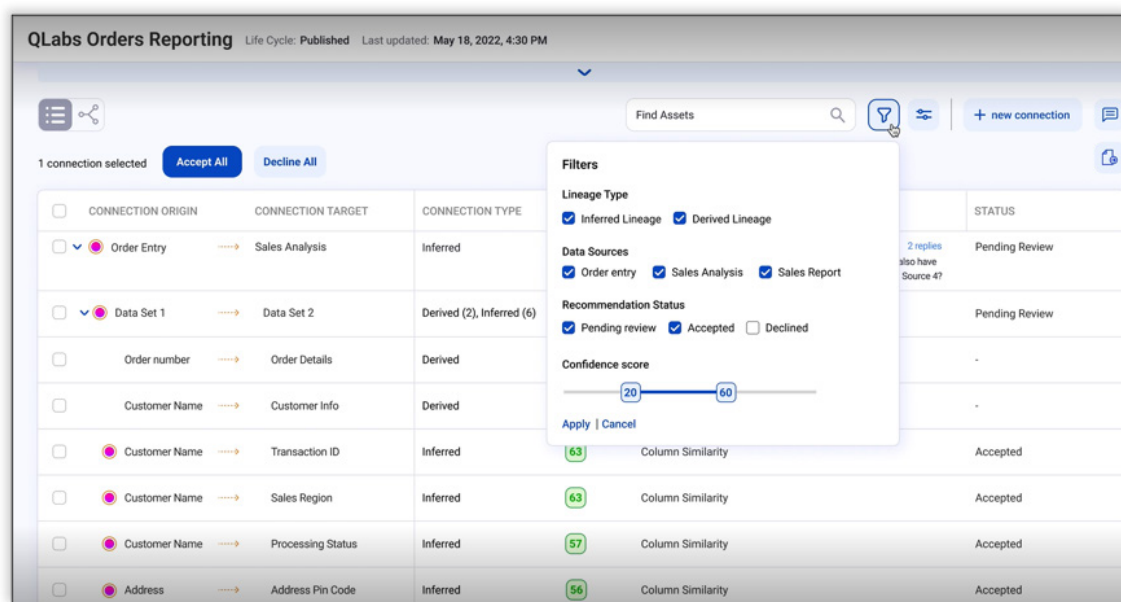 QLabs Orders Reporting Life Cycle: Published Last updated: May 18, 2022, 4:30 PM
Find Assets
+ new connection
1 connection selected Accept All Decline All
Filters
Lineage Type
Inferred Lineage Derived Lineage
Data Sources
Order entry Sales Analysis Sales Report
Recommendation Status
Pending review Accepted Declined
Confidence score
20 60
Apply | Cancel
CONNECTION ORIGIN CONNECTION TARGET CONNECTION TYPE STATUS
Order Entry Sales Analysis Inferred 2 replies Pending Review
also have
Source 4?
Data Set 1 Data Set 2 Derived (2), Inferred (6) Pending Review
Order number Order Details Derived -
Customer Name Customer Info Derived -
Customer Name Transaction ID Inferred 63 Column Similarity Accepted
Customer Name Sales Region Inferred 63 Column Similarity Accepted
Customer Name Processing Status Inferred 57 Column Similarity Accepted
Address Address Pin Code Inferred 56 Column Similarity Accepted